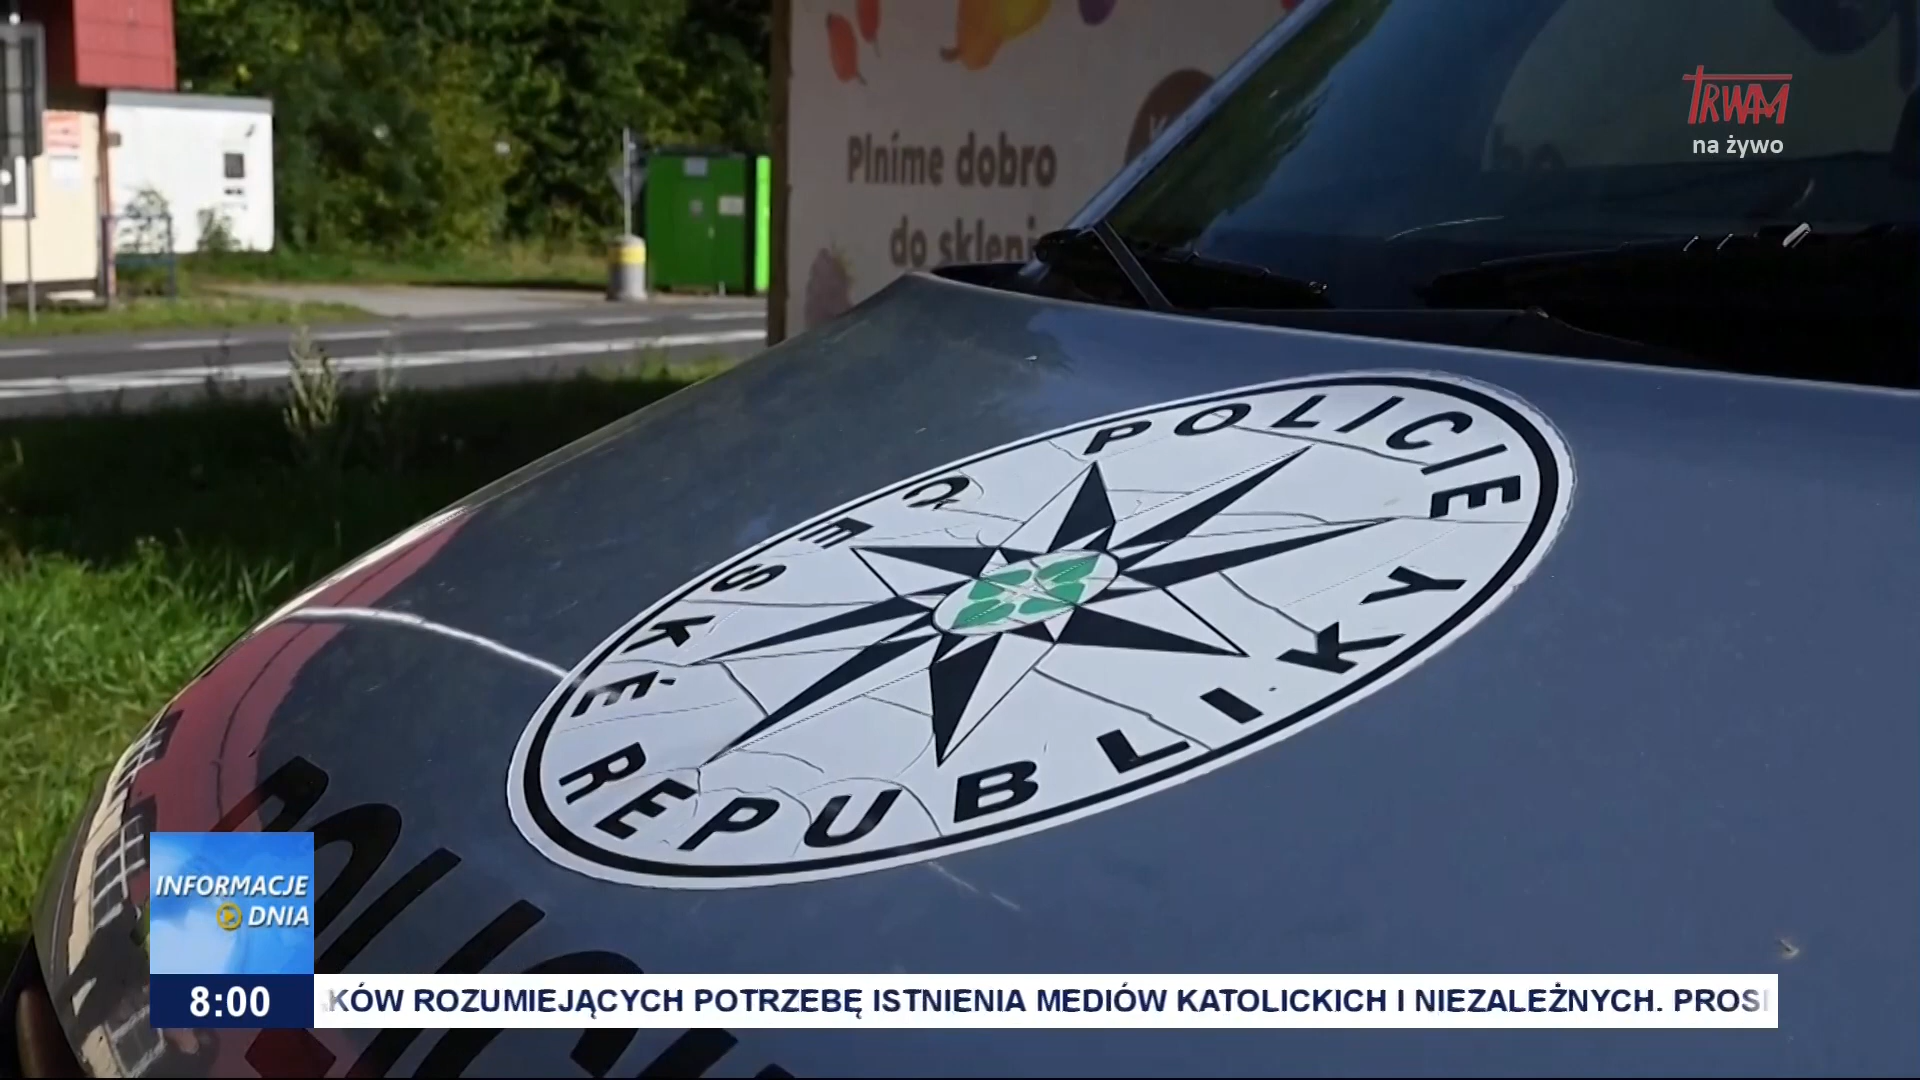 TRWAM
na żywo
Plníme dobro
do sklenic
POLICIE
ČESKÉ
REPUBLIKY
POLICIE
INFORMACJE
DNIA
8:00
KÓW ROZUMIEJĄCYCH POTRZEBĘ ISTNIENIA MEDIÓW KATOLICKICH I NIEZALEŻNYCH. PROSI